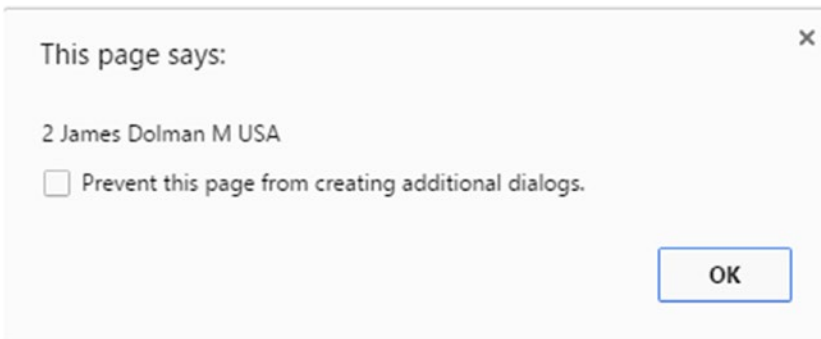 This page says:
2 James Dolman M USA
Prevent this page from creating additional dialogs.
OK